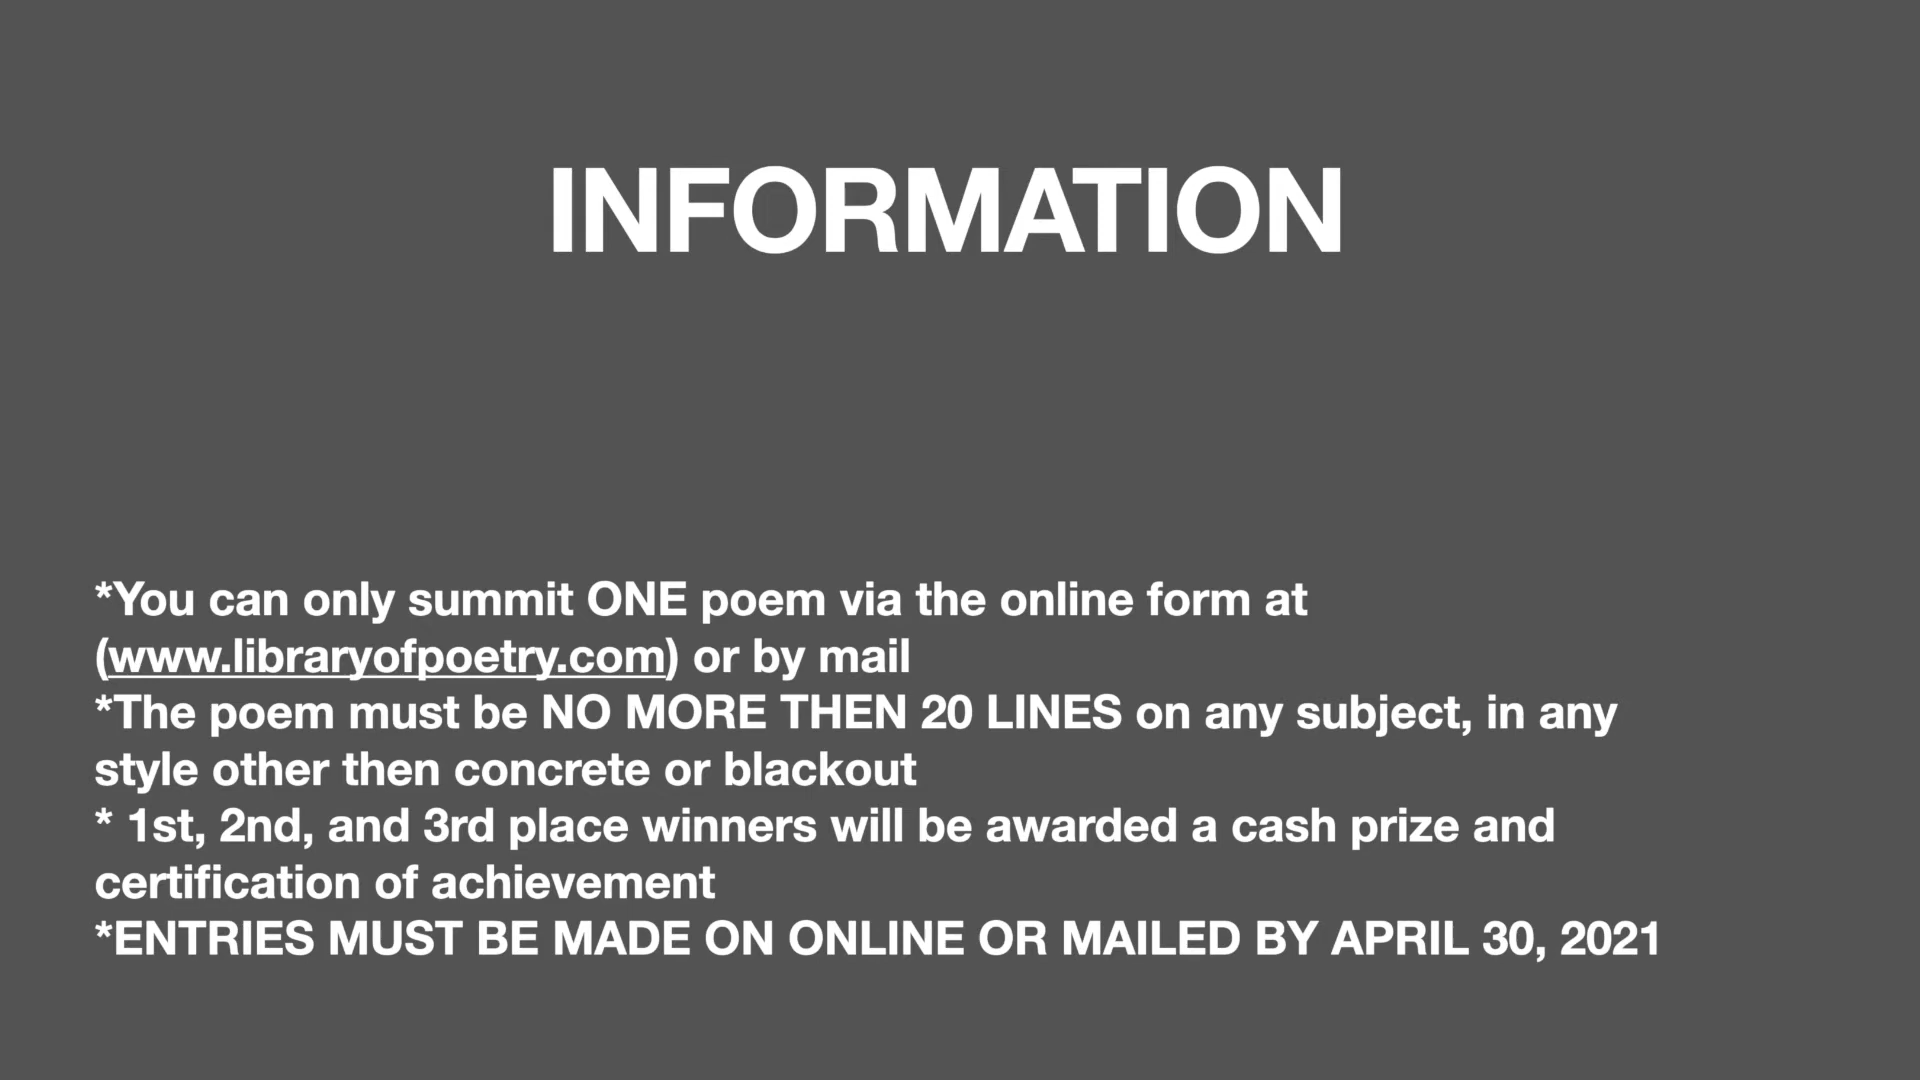 INFORMATION
*You can only summit ONE poem via the online form at
(www.libraryofpoetry.com) or by mail
*The poem must be NO MORE THEN 20 LINES on any subject, in any
style other then concrete or blackout
* 1st, 2nd, and 3rd place winners will be awarded a cash prize and
certification of achievement
*ENTRIES MUST BE MADE ON ONLINE OR MAILED BY APRIL 30, 2021